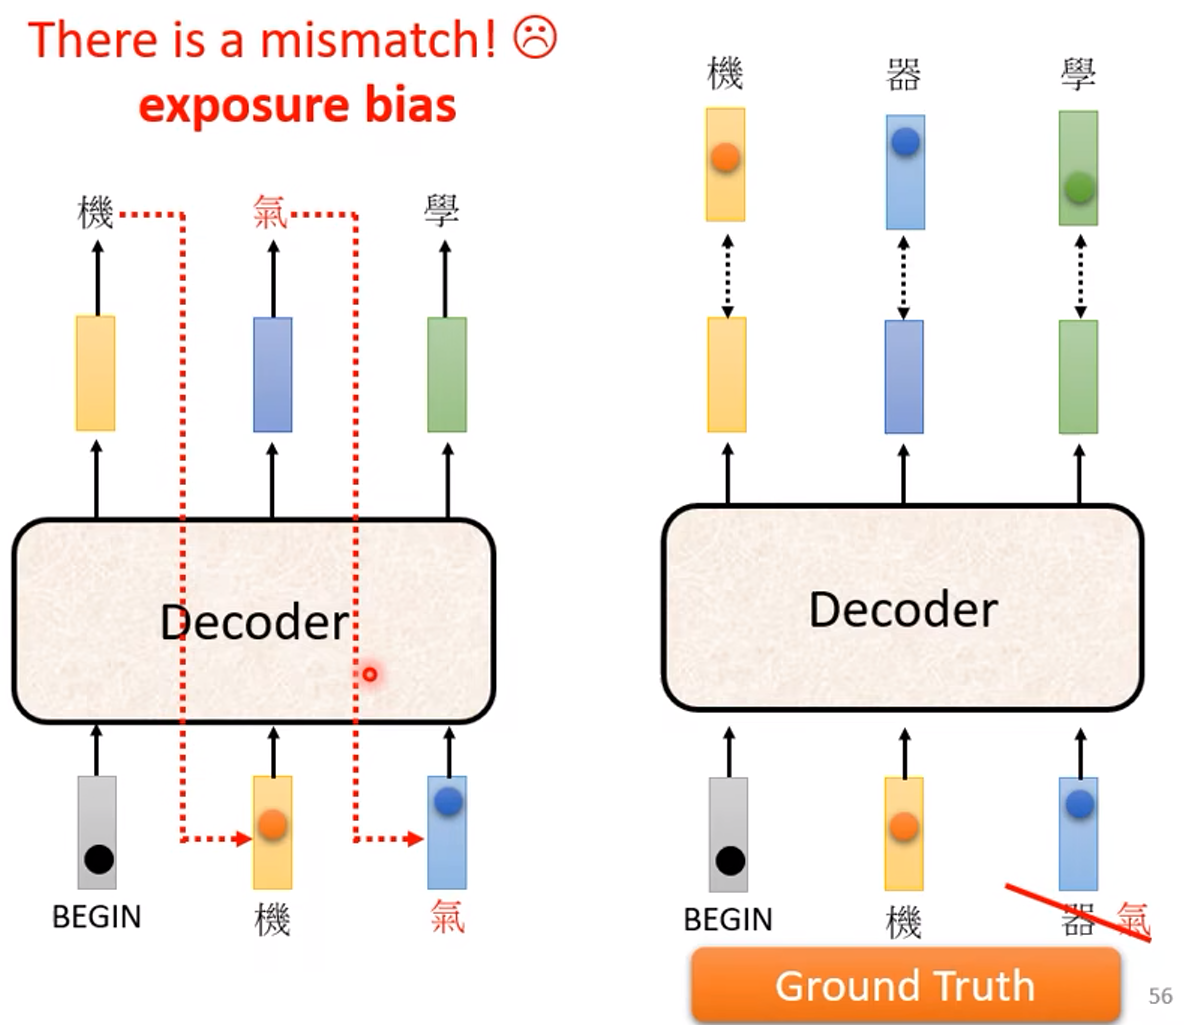 There is a mismatch! ☹
exposure bias
機 氣 學
Decoder
BEGIN 機 氣
機 器 學
Decoder
BEGIN 機 器 氣
Ground Truth
56